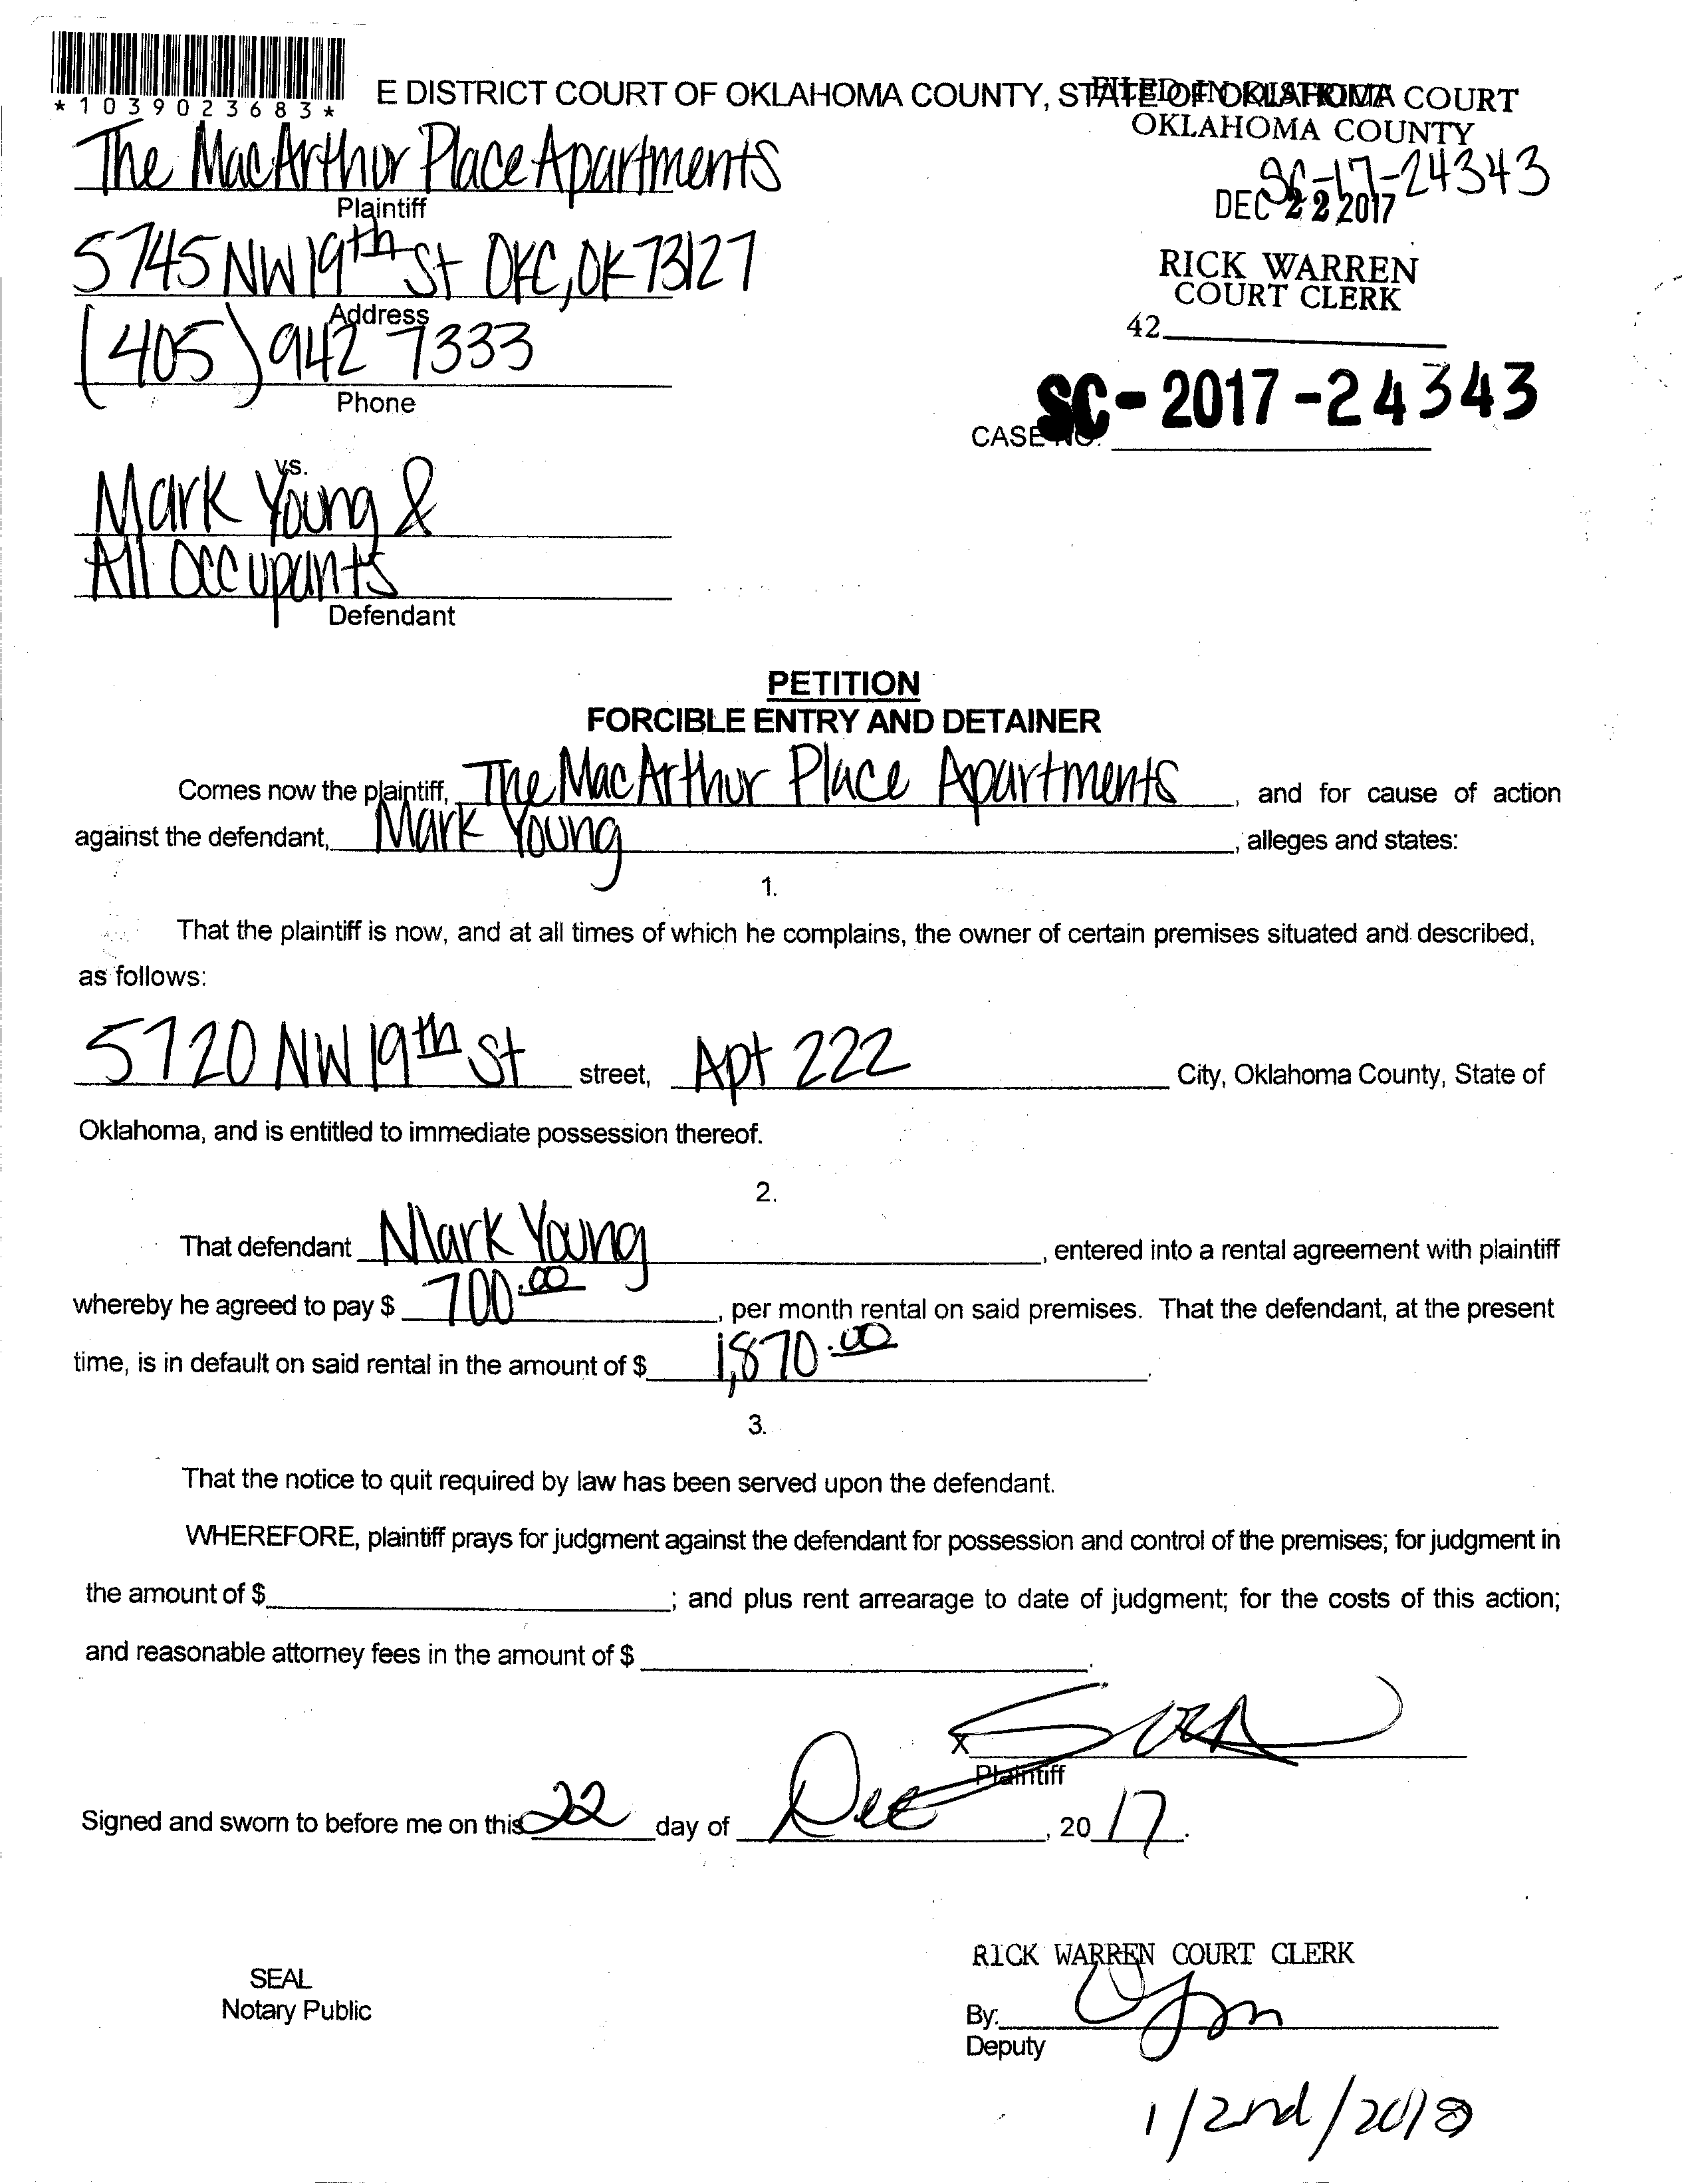 *1039023683*
E DISTRICT COURT OF OKLAHOMA COUNTY, STATE OF OKLAHOMA
FILED IN DISTRICT COURT
OKLAHOMA COUNTY
The MacArthur Place Apartments
SC-17-24343
Plaintiff
DEC 22 2017
5745 NW 19th St OKC, OK 73127
RICK WARREN
COURT CLERK
Address
42
(405) 942 7333
Phone
SC-2017-24343
CASE NO.
vs.
Mark Young &
All Occupants
Defendant
PETITION
FORCIBLE ENTRY AND DETAINER
Comes now the plaintiff, The MacArthur Place Apartments, and for cause of action
against the defendant, Mark Young, alleges and states:
1.
That the plaintiff is now, and at all times of which he complains, the owner of certain premises situated and described,
as follows:
5720 NW 19th St street, Apt 222 City, Oklahoma County, State of
Oklahoma, and is entitled to immediate possession thereof.
2.
That defendant Mark Young, entered into a rental agreement with plaintiff
whereby he agreed to pay $ 700.00, per month rental on said premises. That the defendant, at the present
time, is in default on said rental in the amount of $ 1,870.00.
3.
That the notice to quit required by law has been served upon the defendant.
WHEREFORE, plaintiff prays for judgment against the defendant for possession and control of the premises; for judgment in
the amount of $ ; and plus rent arrearage to date of judgment; for the costs of this action;
and reasonable attorney fees in the amount of $ .
X
Plaintiff
Signed and sworn to before me on this 22 day of Dec, 20 17.
RICK WARREN COURT CLERK
SEAL
Notary Public
By:
Deputy
1/2nd/2018